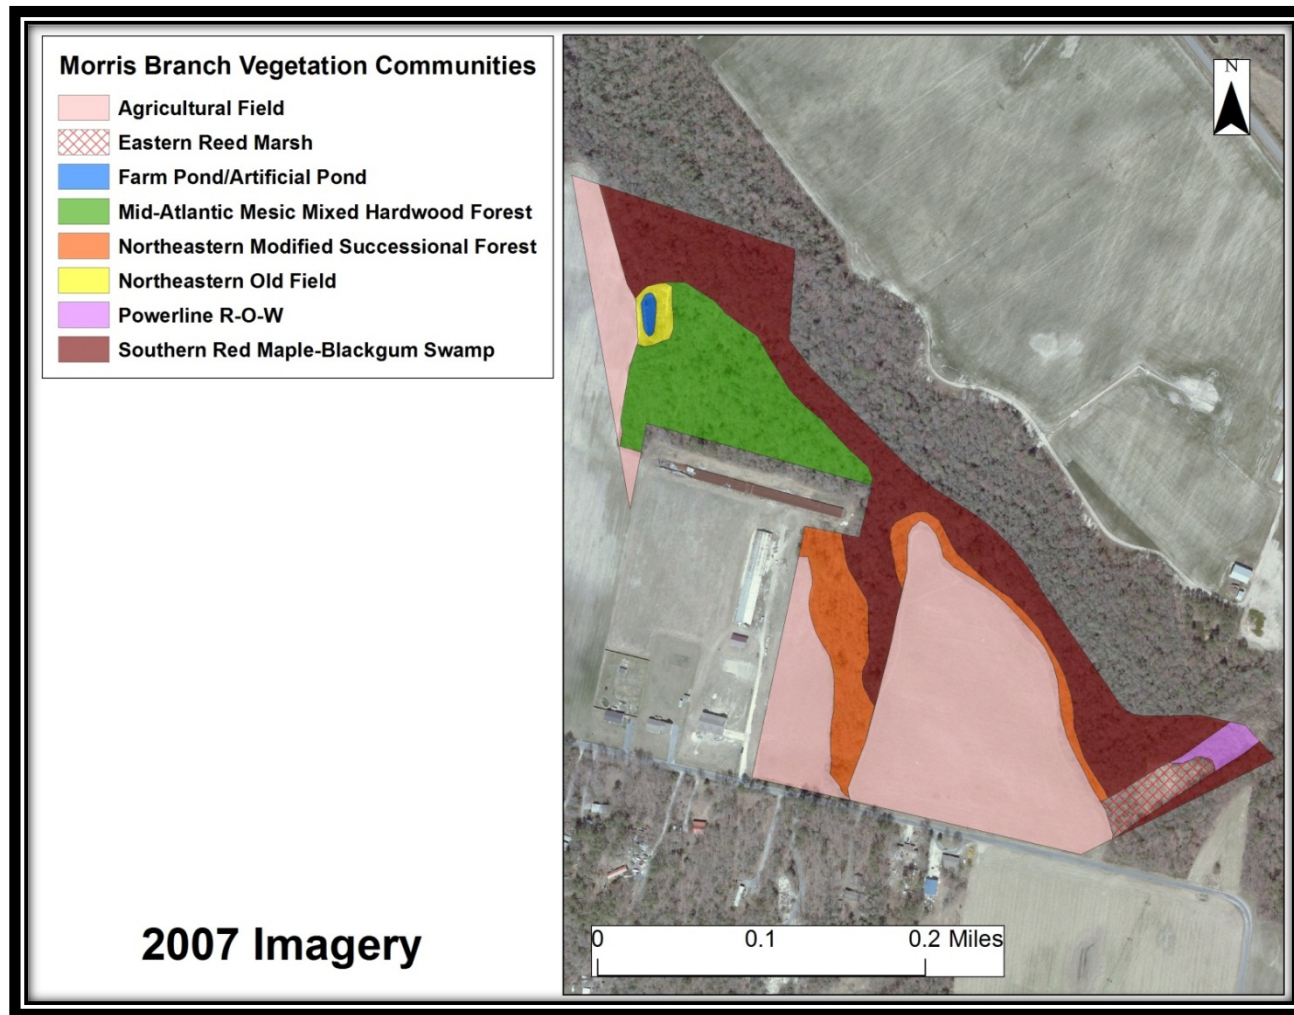 Morris Branch Vegetation Communities
Agricultural Field
Eastern Reed Marsh
Farm Pond/Artificial Pond
Mid-Atlantic Mesic Mixed Hardwood Forest
Northeastern Modified Successional Forest
Northeastern Old Field
Powerline R-O-W
Southern Red Maple-Blackgum Swamp
N
2007 Imagery
0 0.1 0.2 Miles